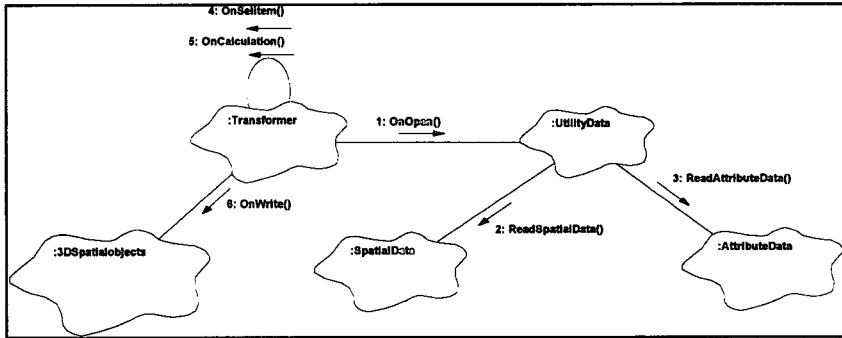 4: OnSelItem()
5: OnCalculation()
:Transformer
1: OnOpen()
:UtilityData
3: ReadAttributeData()
6: OnWrite()
2: ReadSpatialData()
:3DSpatialobjects
:SpatialData
:AttributeData